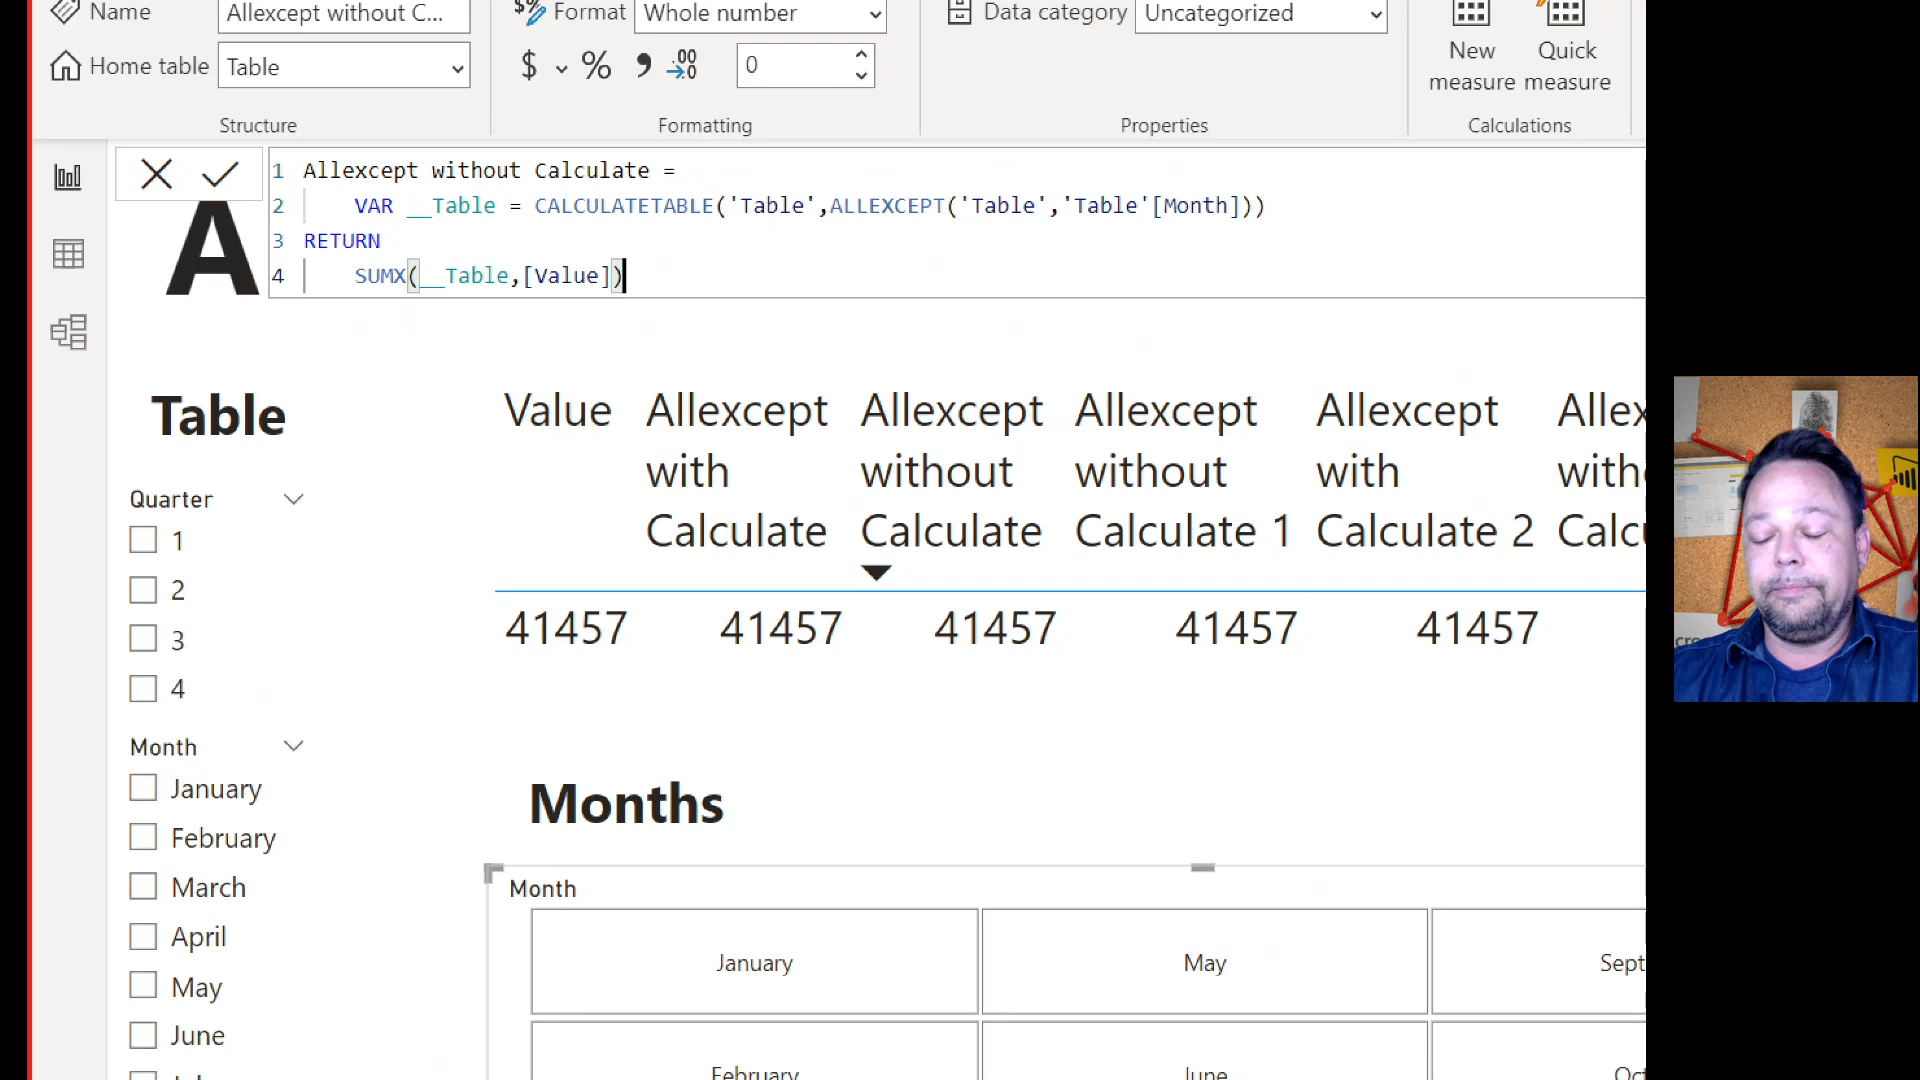 Name
Allexcept without C...
Format
Whole number
Data category
Uncategorized
New measure
Quick measure
Home table
Table
$
%
0
Structure
Formatting
Properties
Calculations
1 Allexcept without Calculate =
2 VAR __Table = CALCULATETABLE('Table',ALLEXCEPT('Table','Table'[Month]))
3 RETURN
4 SUMX(__Table,[Value])
A
Table
Quarter
1
2
3
4
Month
January
February
March
April
May
June
Value
Allexcept with Calculate
Allexcept without Calculate
Allexcept without Calculate 1
Allexcept with Calculate 2
41457
41457
41457
41457
41457
Months
Month
January
May
Sept
February
June
Oct